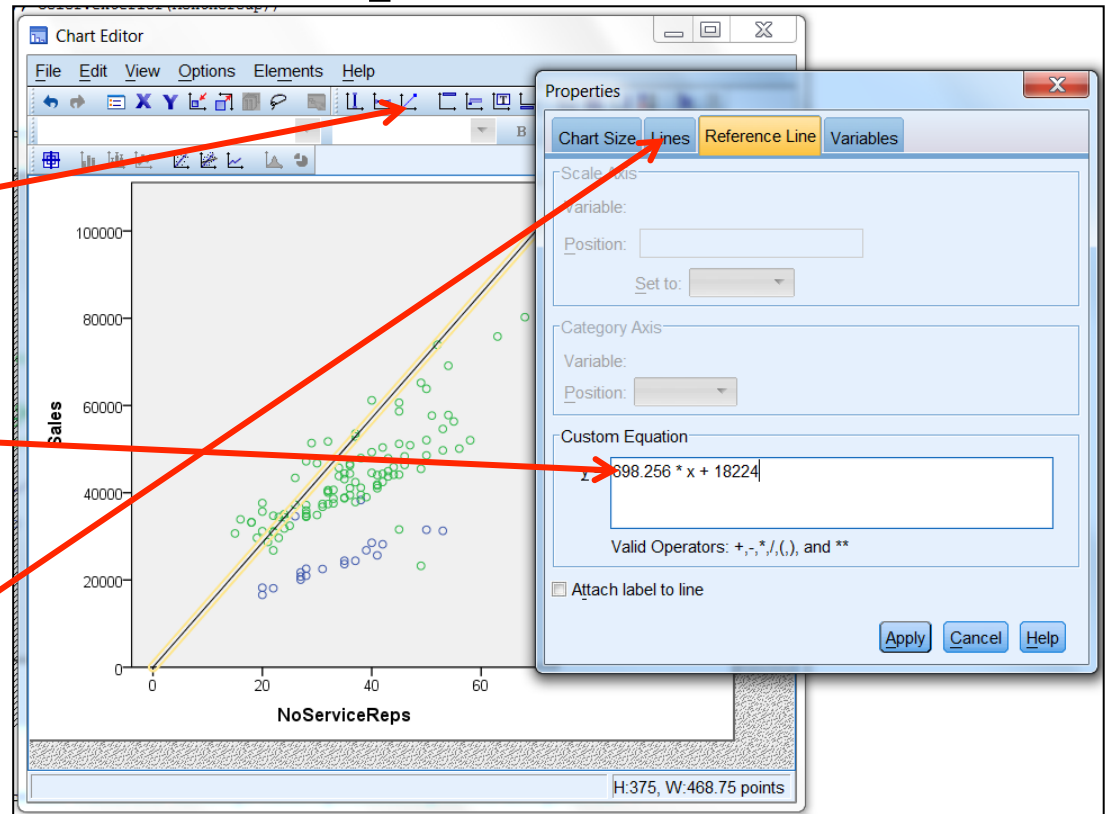 Chart Editor
File Edit View Options Elements Help
X Y
B
100000
80000
60000
40000
20000
0
Sales
0 20 40 60
NoServiceReps
H:375, W:468.75 points
Properties
X
Chart Size Lines Reference Line Variables
Scale Axis
Variable:
Position:
Set to:
Category Axis
Variable:
Position:
Custom Equation
698.256 * x + 18224
Valid Operators: +,-,*,/,(,), and **
Attach label to line
Apply Cancel Help